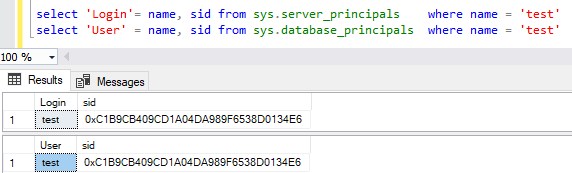 select 'Login'= name, sid from sys.server_principals where name = 'test'
select 'User' = name, sid from sys.database_principals where name = 'test'
100 %
Results Messages
Login sid
1 test 0xC1B9CB409CD1A04DA989F6538D0134E6
User sid
1 test 0xC1B9CB409CD1A04DA989F6538D0134E6